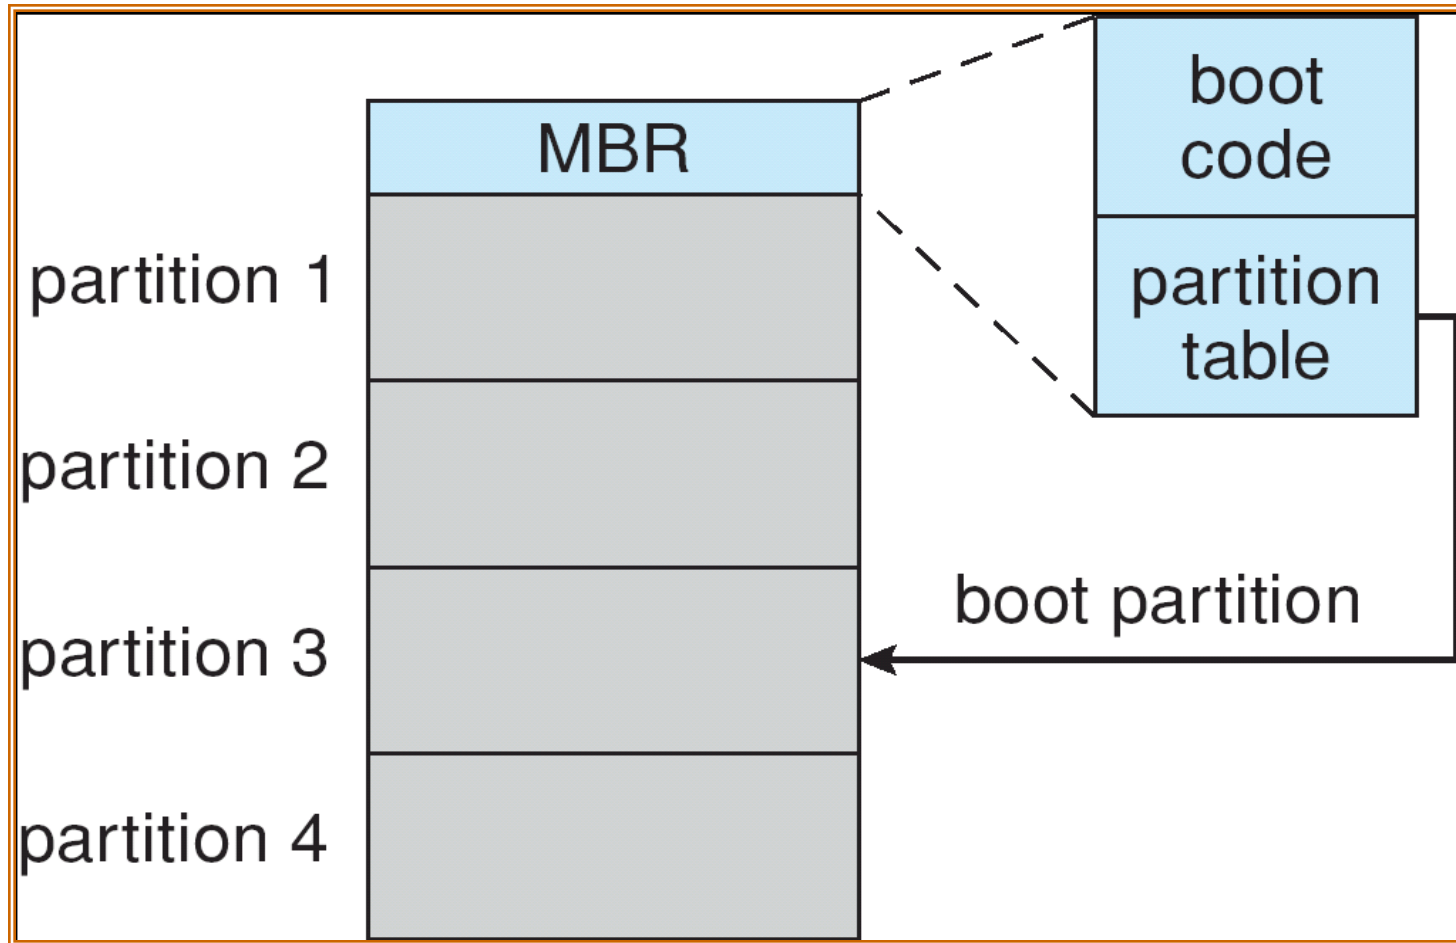 boot
code
MBR
partition 1
partition
table
partition 2
boot partition
partition 3
partition 4